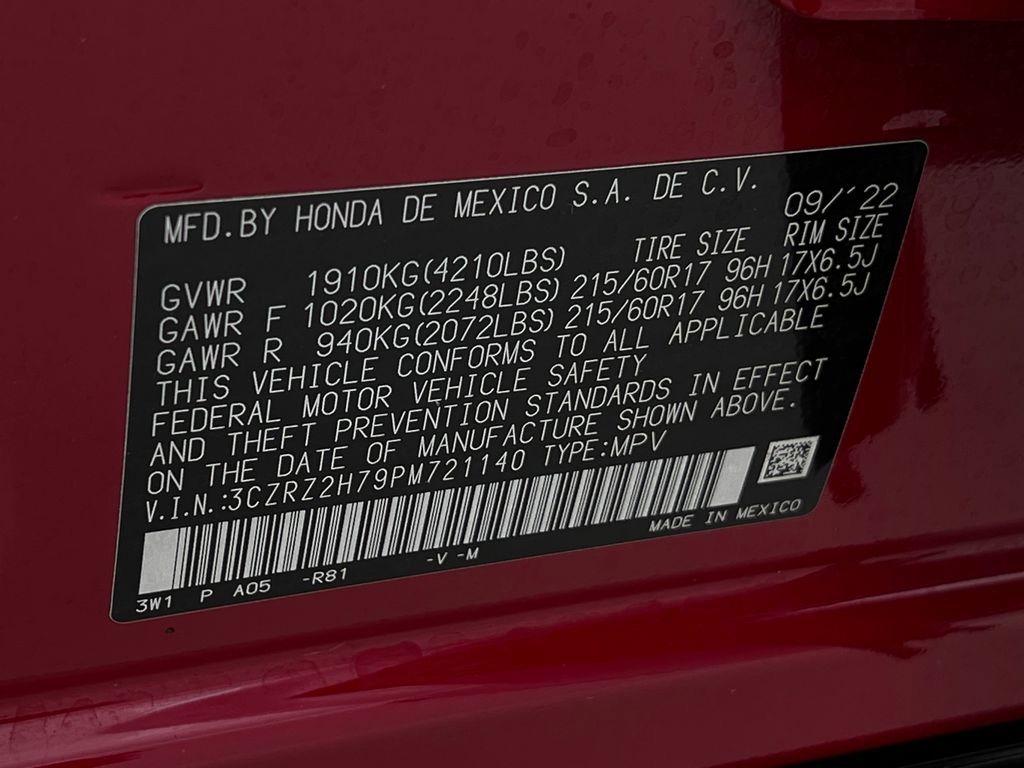 MFD.BY HONDA DE MEXICO S.A. DE C.V.
09/'22
TIRE SIZE RIM SIZE
GVWR 1910KG(4210LBS)
GAWR F 1020KG(2248LBS) 215/60R17 96H 17X6.5J
GAWR R 940KG(2072LBS) 215/60R17 96H 17X6.5J
THIS VEHICLE CONFORMS TO ALL APPLICABLE
FEDERAL MOTOR VEHICLE SAFETY
AND THEFT PREVENTION STANDARDS IN EFFECT
ON THE DATE OF MANUFACTURE SHOWN ABOVE.
V.I.N.:3CZRZ2H79PM721140 TYPE:MPV
MADE IN MEXICO
3W1 P A05 -R81 -V -M